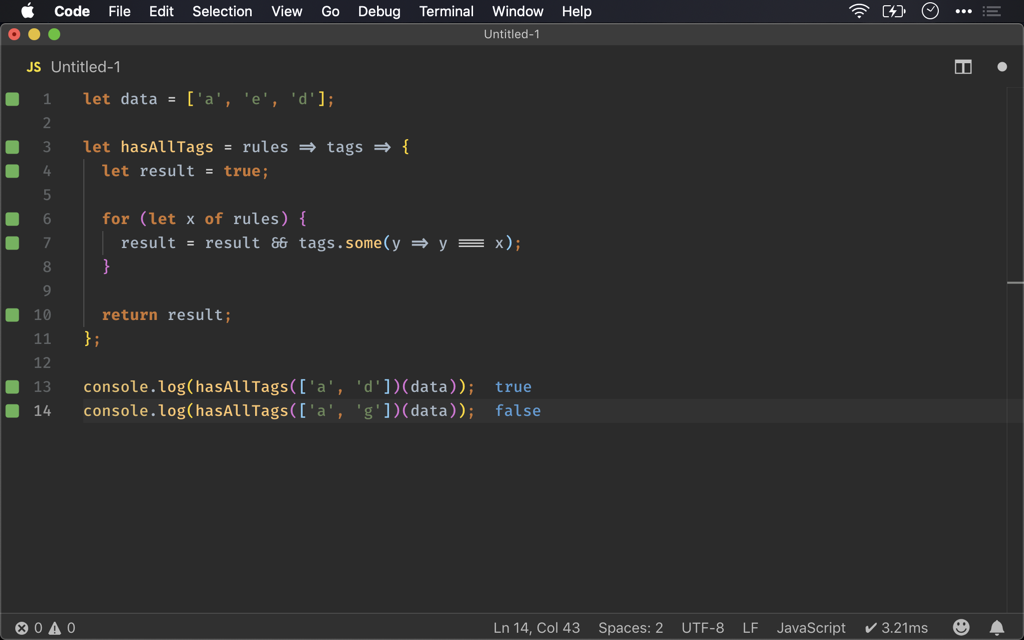 Code File Edit Selection View Go Debug Terminal Window Help
Untitled-1
JS Untitled-1
1 let data = ['a', 'e', 'd'];
2
3 let hasAllTags = rules => tags => {
4 let result = true;
5
6 for (let x of rules) {
7 result = result && tags.some(y => y === x);
8 }
9
10 return result;
11 };
12
13 console.log(hasAllTags(['a', 'd'])(data)); true
14 console.log(hasAllTags(['a', 'g'])(data)); false
0 0 Ln 14, Col 43 Spaces: 2 UTF-8 LF JavaScript ✔ 3.21ms